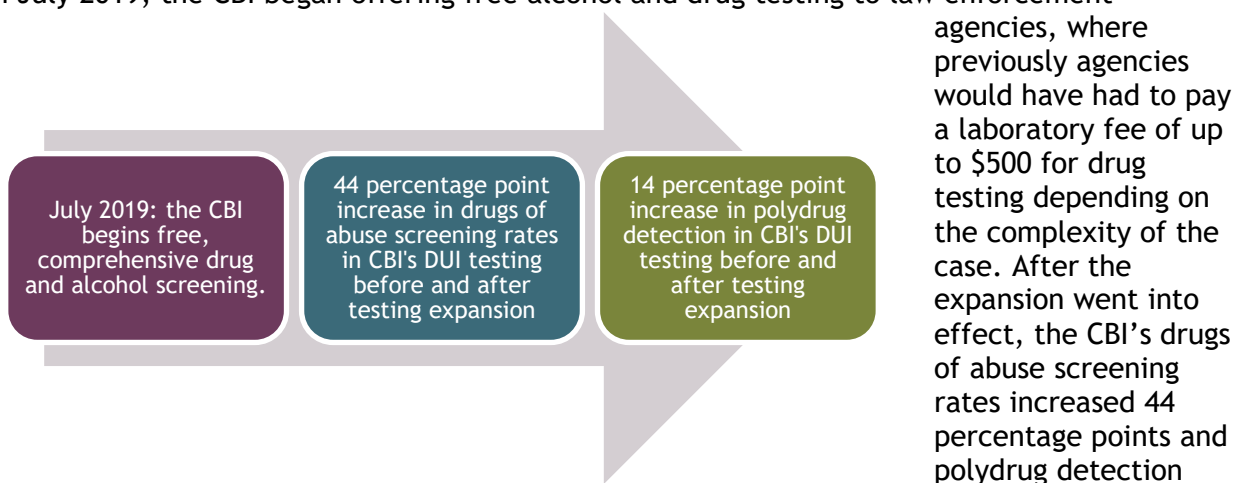 July 2019, the CBI began offering free alcohol and drug testing to law enforcement
agencies, where
previously agencies
would have had to pay
a laboratory fee of up
to $500 for drug
testing depending on
the complexity of the
case. After the
expansion went into
effect, the CBI’s drugs
of abuse screening
rates increased 44
percentage points and
polydrug detection
July 2019: the CBI
begins free,
comprehensive drug
and alcohol screening.
44 percentage point
increase in drugs of
abuse screening rates
in CBI's DUI testing
before and after
testing expansion
14 percentage point
increase in polydrug
detection in CBI's DUI
testing before and
after testing
expansion